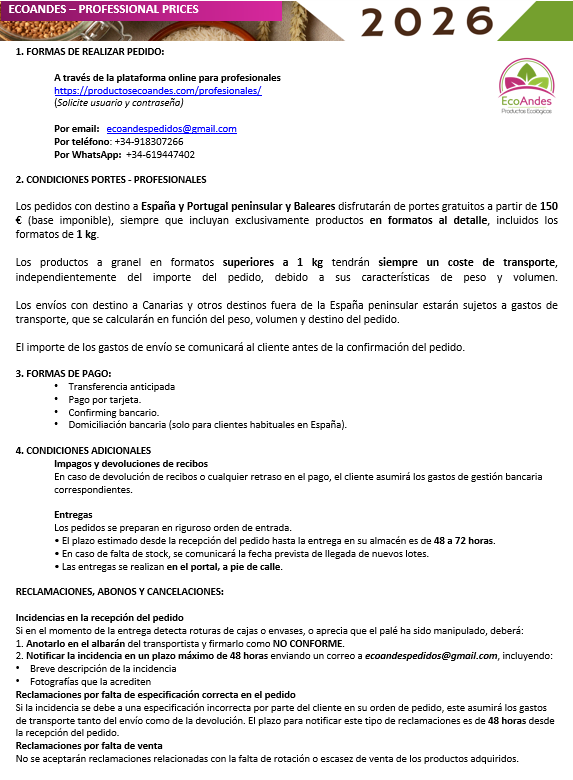 ECOANDES – PROFESSIONAL PRICES
2026
1. FORMAS DE REALIZAR PEDIDO:
EcoAndes
Productos Ecológicos
A través de la plataforma online para profesionales
https://productosecoandes.com/profesionales/
(Solicite usuario y contraseña)
Por email: ecoandespedidos@gmail.com
Por teléfono: +34-918307266
Por WhatsApp: +34-619447402
2. CONDICIONES PORTES - PROFESIONALES
Los pedidos con destino a España y Portugal peninsular y Baleares disfrutarán de portes gratuitos a partir de 150
€ (base imponible), siempre que incluyan exclusivamente productos en formatos al detalle, incluidos los
formatos de 1 kg.
Los productos a granel en formatos superiores a 1 kg tendrán siempre un coste de transporte,
independientemente del importe del pedido, debido a sus características de peso y volumen.
Los envíos con destino a Canarias y otros destinos fuera de la España peninsular estarán sujetos a gastos de
transporte, que se calcularán en función del peso, volumen y destino del pedido.
El importe de los gastos de envío se comunicará al cliente antes de la confirmación del pedido.
3. FORMAS DE PAGO:
• Transferencia anticipada
• Pago por tarjeta.
• Confirming bancario.
• Domiciliación bancaria (solo para clientes habituales en España).
4. CONDICIONES ADICIONALES
Impagos y devoluciones de recibos
En caso de devolución de recibos o cualquier retraso en el pago, el cliente asumirá los gastos de gestión bancaria
correspondientes.
Entregas
Los pedidos se preparan en riguroso orden de entrada.
• El plazo estimado desde la recepción del pedido hasta la entrega en su almacén es de 48 a 72 horas.
• En caso de falta de stock, se comunicará la fecha prevista de llegada de nuevos lotes.
• Las entregas se realizan en el portal, a pie de calle.
RECLAMACIONES, ABONOS Y CANCELACIONES:
Incidencias en la recepción del pedido
Si en el momento de la entrega detecta roturas de cajas o envases, o aprecia que el palé ha sido manipulado, deberá:
1. Anotarlo en el albarán del transportista y firmarlo como NO CONFORME.
2. Notificar la incidencia en un plazo máximo de 48 horas enviando un correo a ecoandespedidos@gmail.com, incluyendo:
• Breve descripción de la incidencia
• Fotografías que la acrediten
Reclamaciones por falta de especificación correcta en el pedido
Si la incidencia se debe a una especificación incorrecta por parte del cliente en su orden de pedido, este asumirá los gastos
de transporte tanto del envío como de la devolución. El plazo para notificar este tipo de reclamaciones es de 48 horas desde
la recepción del pedido.
Reclamaciones por falta de venta
No se aceptarán reclamaciones relacionadas con la falta de rotación o escasez de venta de los productos adquiridos.